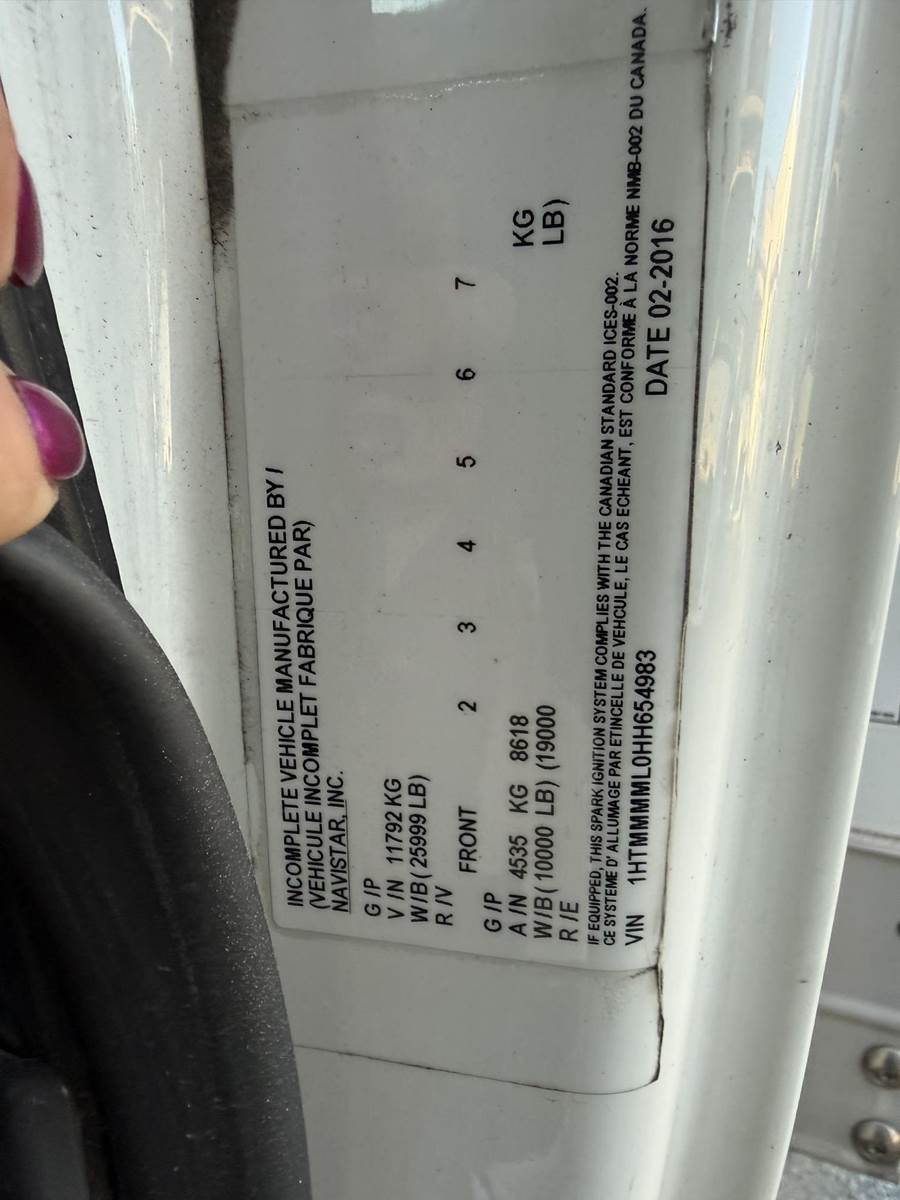 INCOMPLETE VEHICLE MANUFACTURED BY /
(VEHICULE INCOMPLET FABRIQUE PAR)
NAVISTAR, INC.
G /P
V /N 11792 KG
W/B( 25999 LB)
R /V
FRONT 2 3 4 5 6 7
G /P
A /N 4535 KG 8618 KG
W/B( 10000 LB) (19000 LB)
R /E
IF EQUIPPED, THIS SPARK IGNITION SYSTEM COMPLIES WITH THE CANADIAN STANDARD ICES-002.
CE SYSTEME D' ALLUMAGE PAR ETINCELLE DE VEHCULE, LE CAS ECHEANT, EST CONFORME À LA NORME NMB-002 DU CANADA.
VIN 1HTMMMML0HH654983 DATE 02-2016